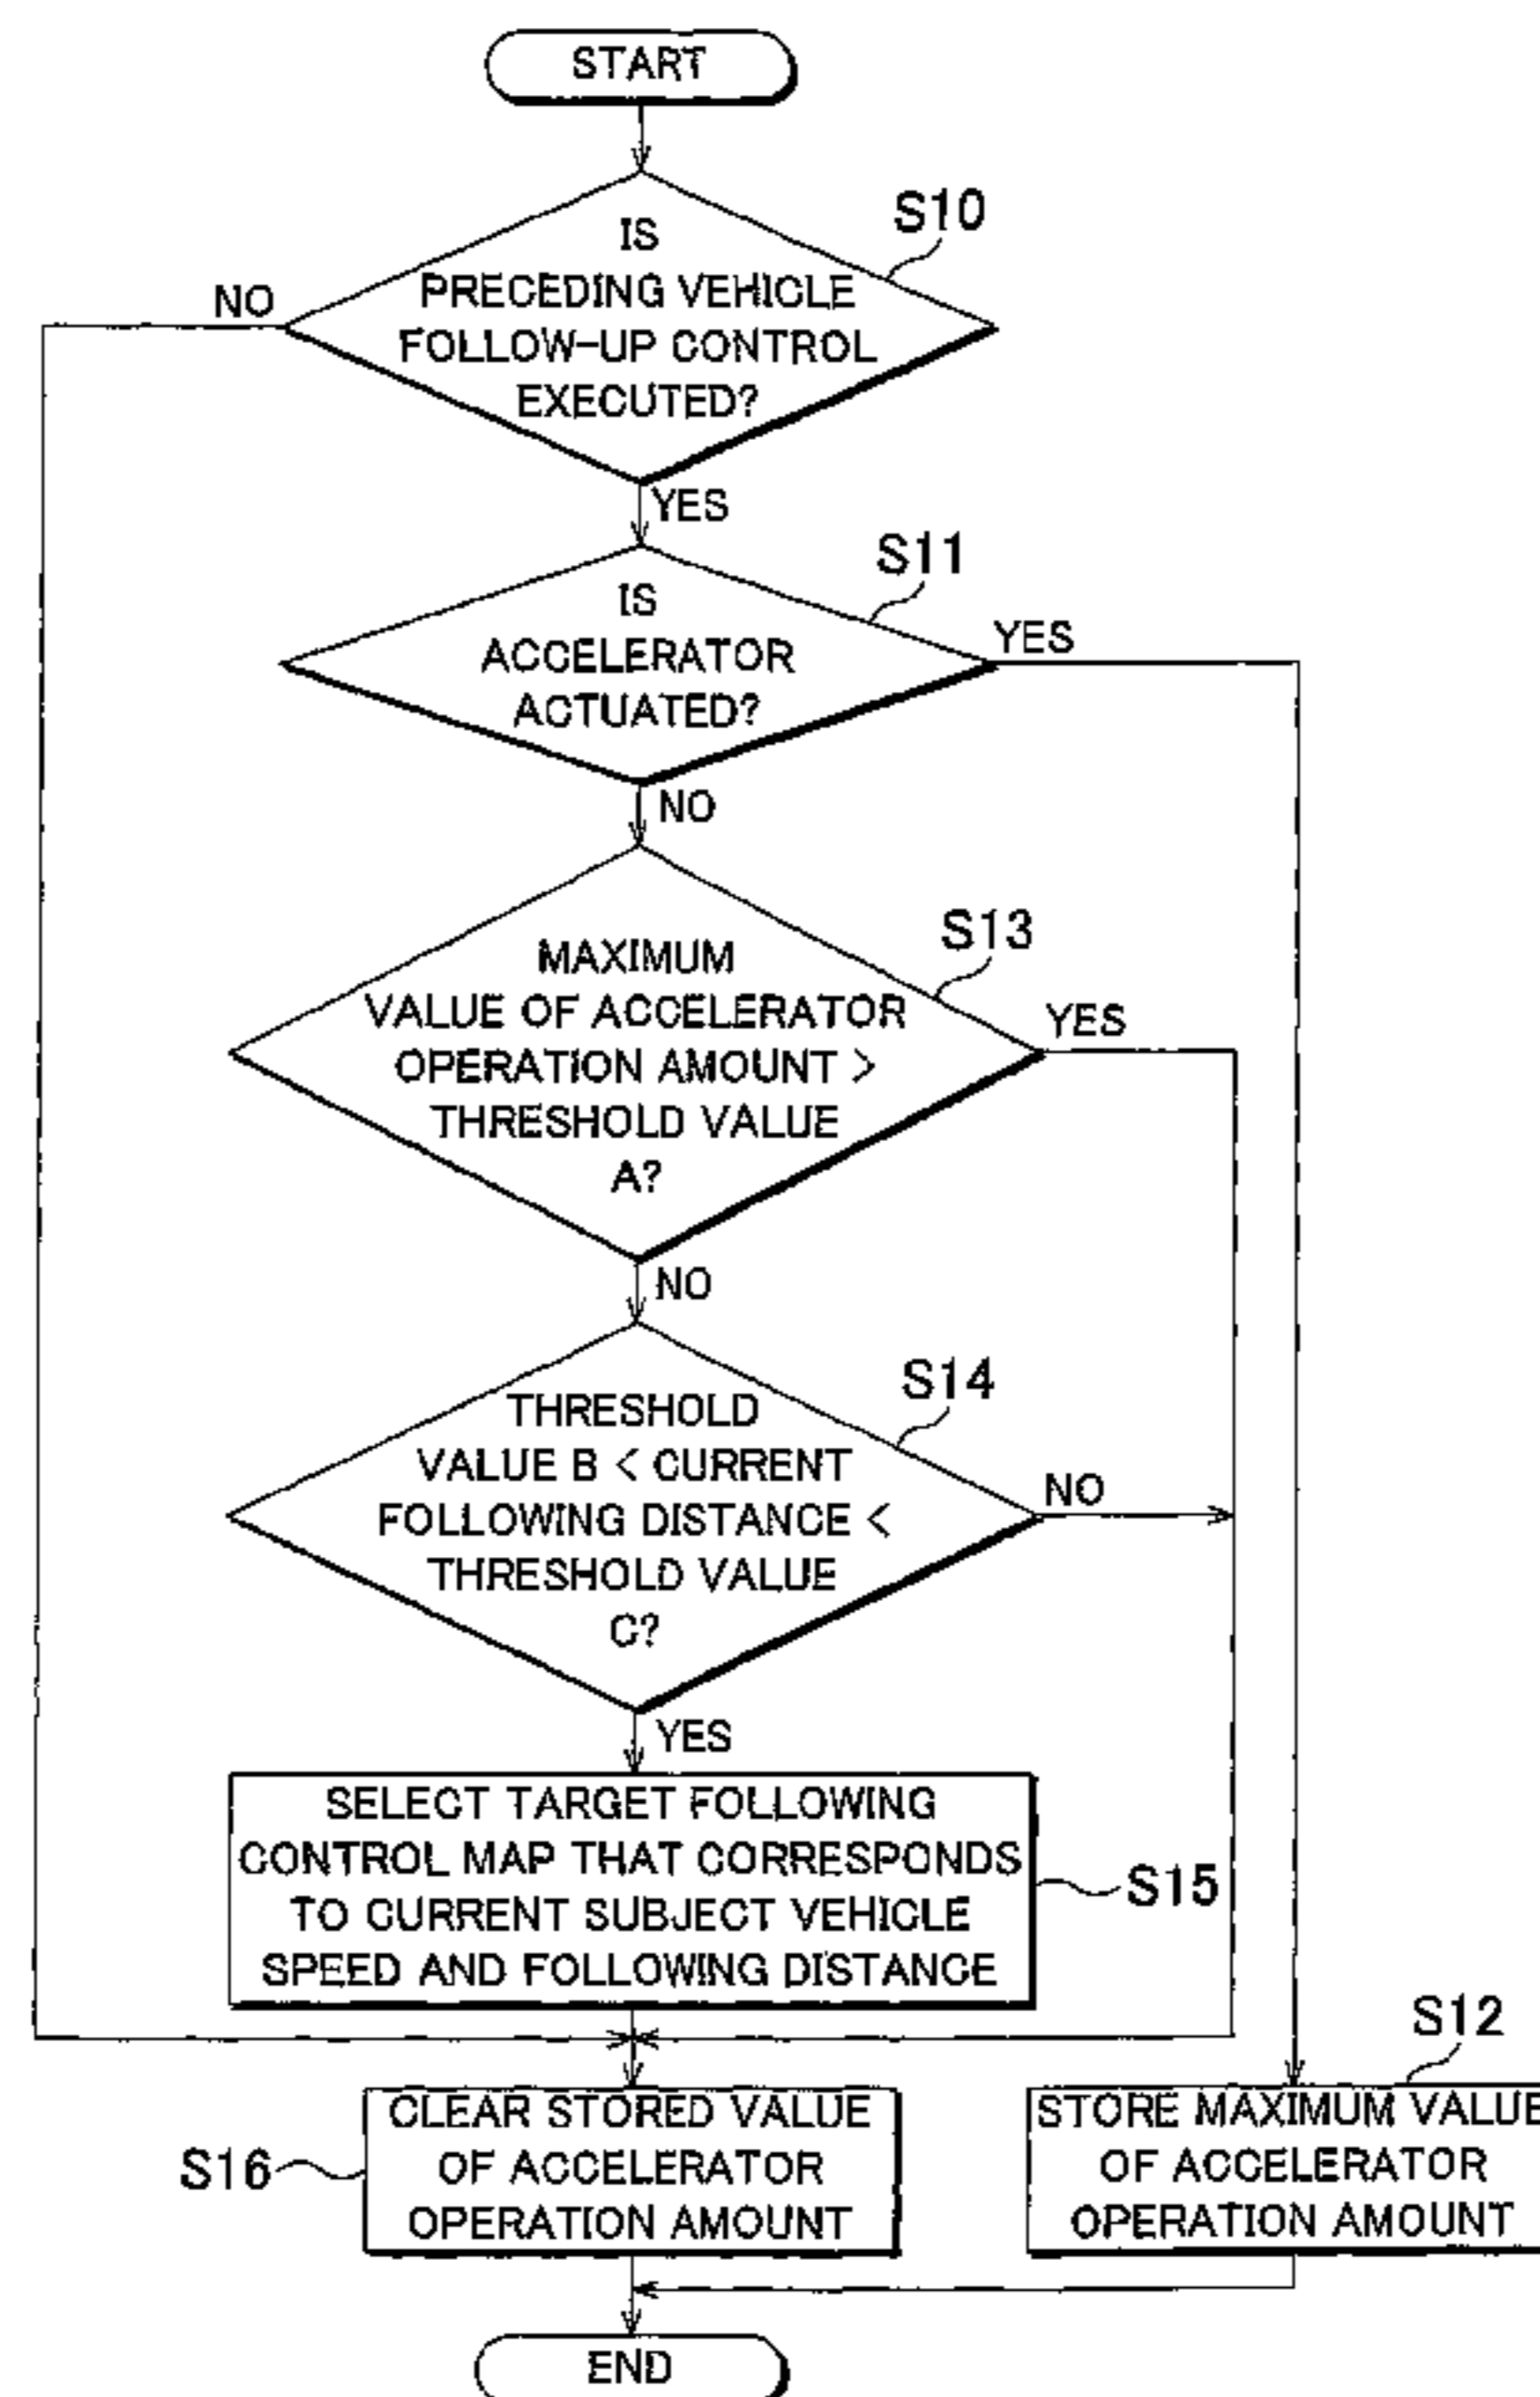 START
S10
IS
PRECEDING VEHICLE
FOLLOW-UP CONTROL
EXECUTED?
NO
YES
S11
IS
ACCELERATOR
ACTUATED?
YES
NO
S13
MAXIMUM
VALUE OF ACCELERATOR
OPERATION AMOUNT >
THRESHOLD VALUE
A?
YES
NO
S14
THRESHOLD
VALUE B < CURRENT
FOLLOWING DISTANCE <
THRESHOLD VALUE
C?
NO
YES
SELECT TARGET FOLLOWING
CONTROL MAP THAT CORRESPONDS
TO CURRENT SUBJECT VEHICLE
SPEED AND FOLLOWING DISTANCE
S15
S12
CLEAR STORED VALUE
OF ACCELERATOR
OPERATION AMOUNT
S16
STORE MAXIMUM VALUE
OF ACCELERATOR
OPERATION AMOUNT
END